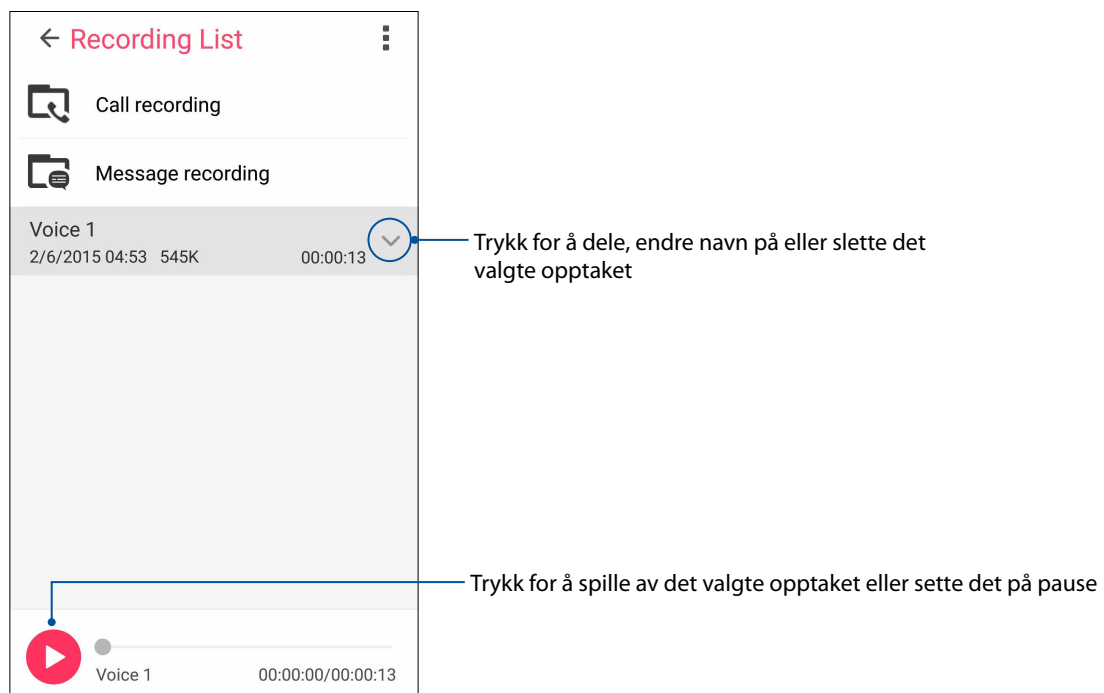 Recording List
Call recording
Message recording
Voice 1
2/6/2015 04:53 545K 00:00:13
Trykk for å dele, endre navn på eller slette det
valgte opptaket
Trykk for å spille av det valgte opptaket eller sette det på pause
Voice 1 00:00:00/00:00:13